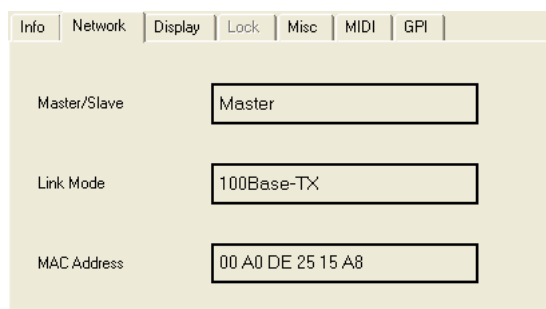 Info Network Display Lock Misc MIDI GPI
Master/Slave Master
Link Mode 100Base-TX
MAC Address 00 A0 DE 25 15 A8